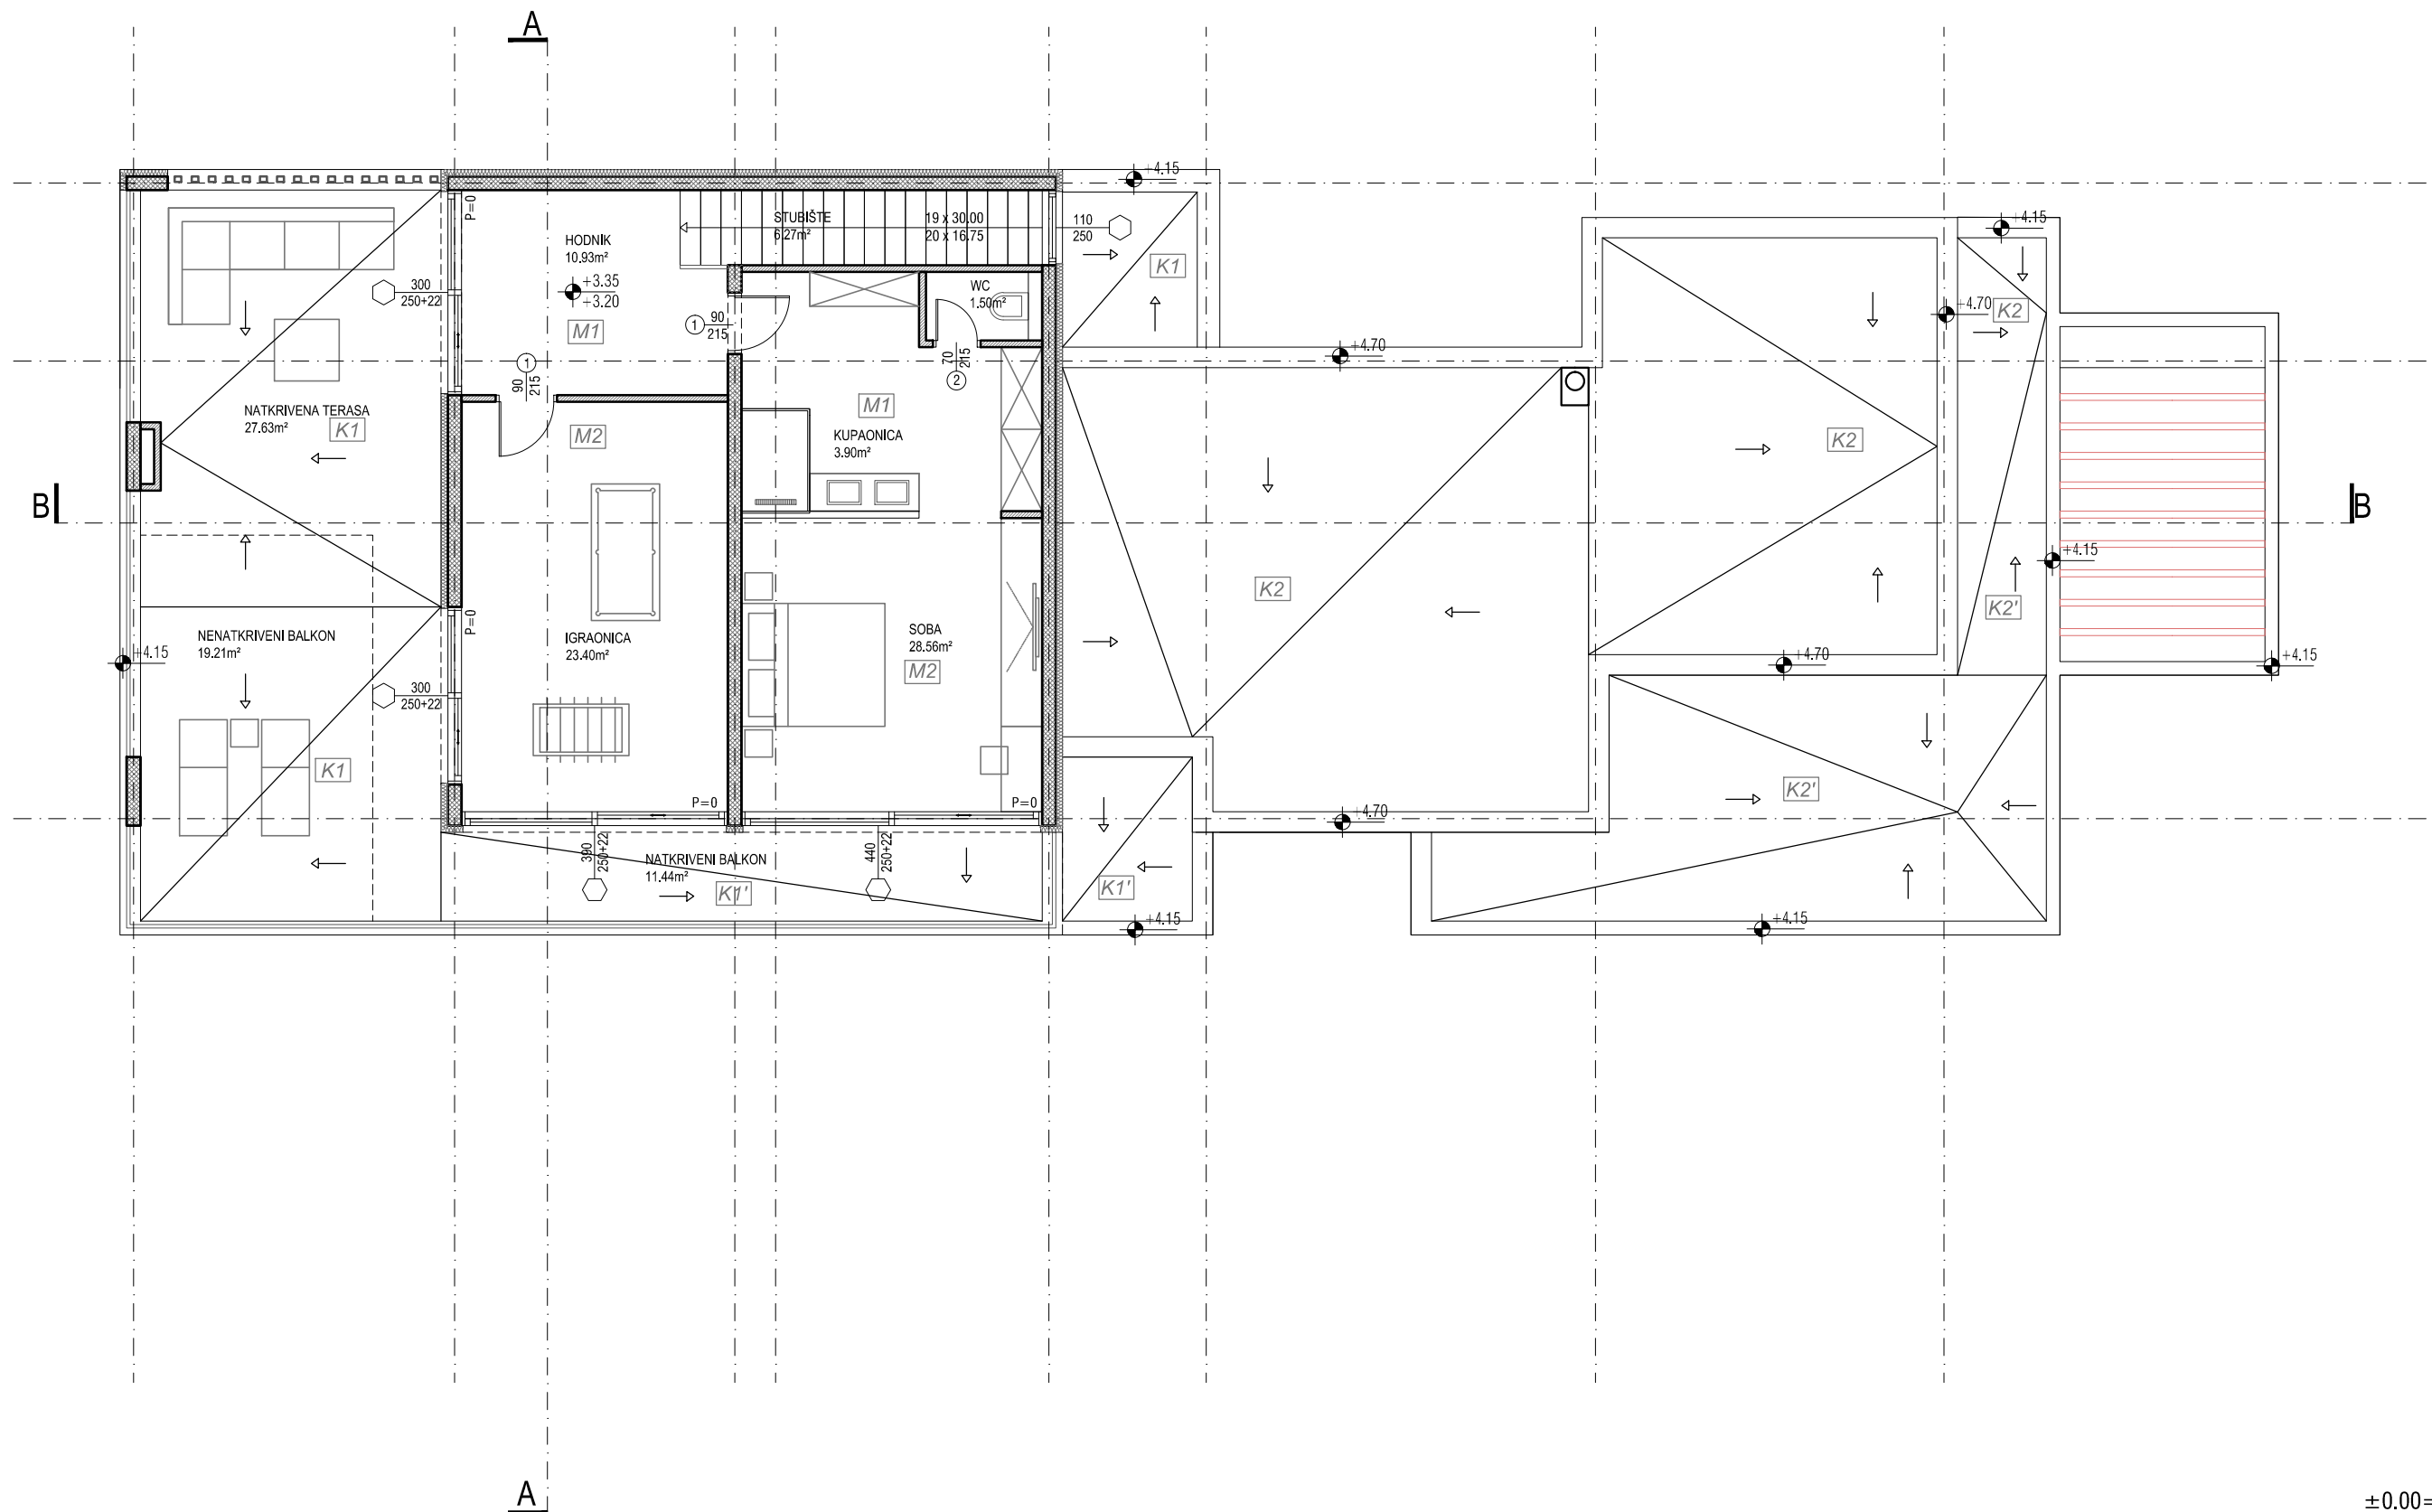 A
+4.15
P=0
STUBIŠTE
6.27m²
19 x 30.00
20 x 16.75
110
250
+4.15
HODNIK
10.93m²
K1
+3.35
+3.20
300
250+22
WC
1.50m²
+4.70
K2
M1
1
90
215
+4.70
1
90
215
70
215
2
NATKRIVENA TERASA
27.63m²
K1
M2
M1
KUPAONICA
3.90m²
K2
B
B
+4.15
K2
K2'
P=0
NENATKRIVENI BALKON
19.21m²
IGRAONICA
23.40m²
SOBA
28.56m²
M2
+4.15
+4.70
+4.15
300
250+22
K1
K2'
P=0
P=0
+4.70
390
250+22
NATKRIVENI BALKON
11.44m²
440
250+22
K1'
K1'
+4.15
+4.15
A
±0.00=